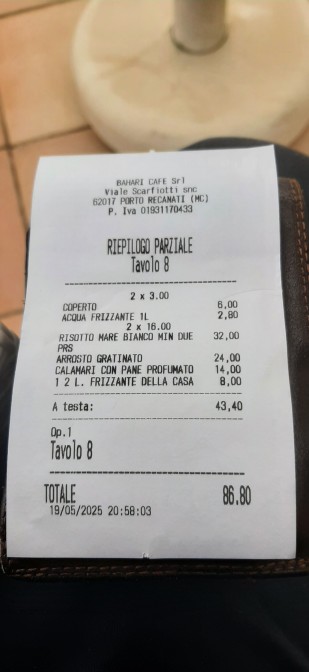 BAHARI CAFE Srl
Viale Scarfiotti snc
62017 PORTO RECANATI (MC)
P. Iva 01931170433
RIEPILOGO PARZIALE
Tavolo 8
2 x 3.00
COPERTO 6,00
ACQUA FRIZZANTE 1L 2,80
2 x 16.00
RISOTTO MARE BIANCO MIN DUE 32,00
PRS
ARROSTO GRATINATO 24,00
CALAMARI CON PANE PROFUMATO 14,00
1 2 L. FRIZZANTE DELLA CASA 8,00
A testa: 43,40
Op.1
Tavolo 8
TOTALE 86.80
19/05/2025 20:58:03